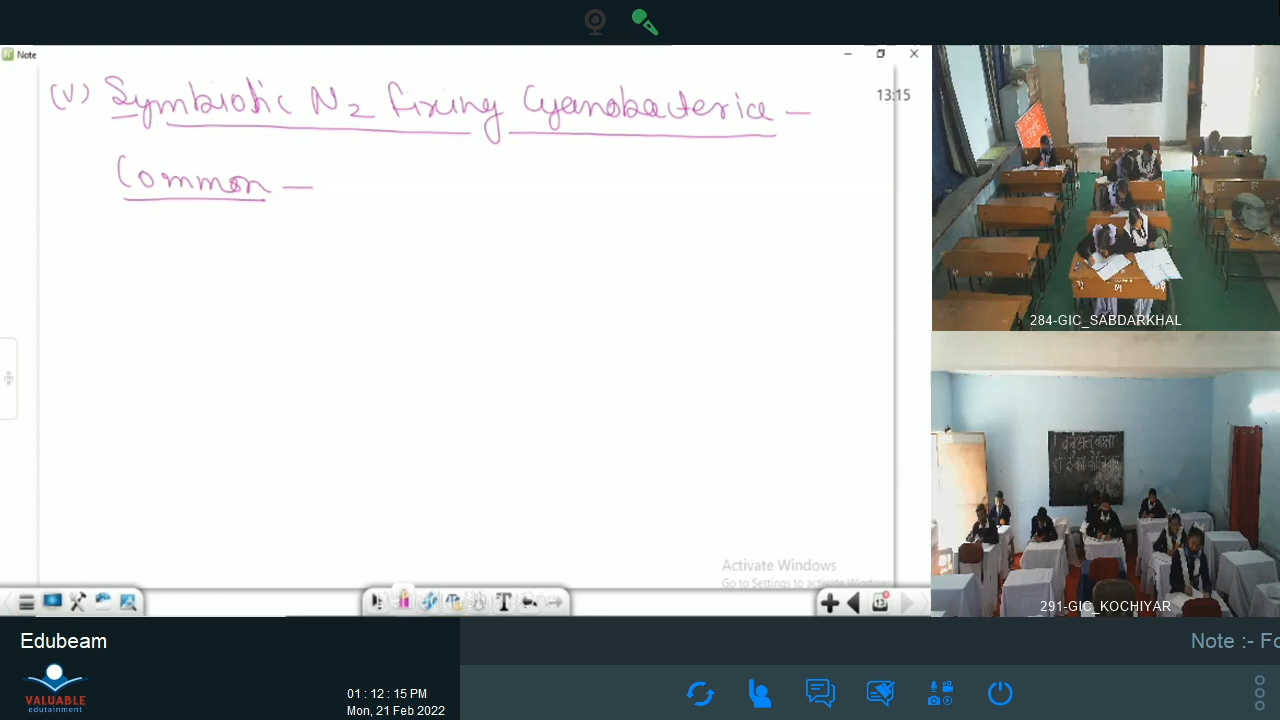 Note
13:15
(V) Symbiotic N2 fixing Cyanobacteria -
Common -
Activate Windows
Go to Settings to activate Windows.
284-GIC_SABDARKHAL
291-GIC_KOCHIYAR
Edubeam
VALUABLE
edutainment
01 : 12 : 15 PM
Mon, 21 Feb 2022
Note :- Fo